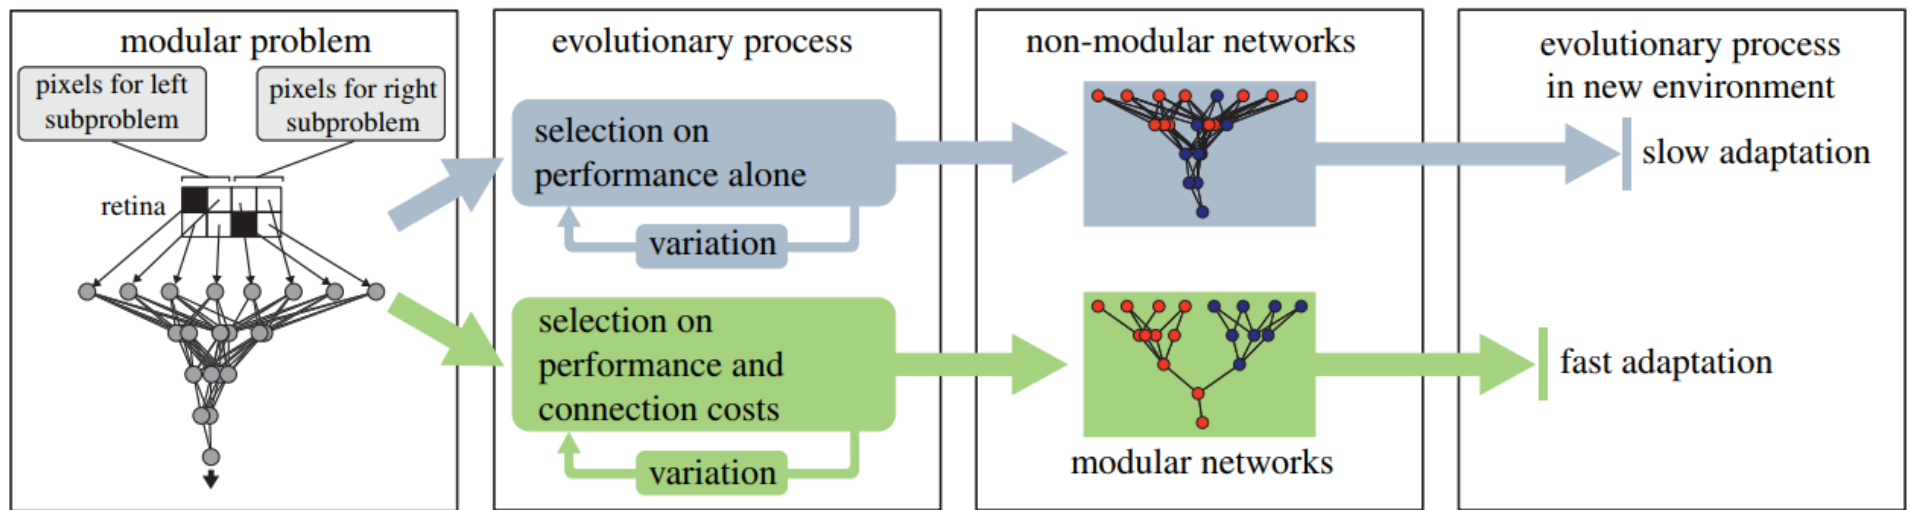 modular problem
pixels for left
subproblem
pixels for right
subproblem
retina
evolutionary process
selection on
performance alone
variation
selection on
performance and
connection costs
variation
non-modular networks
modular networks
evolutionary process
in new environment
slow adaptation
fast adaptation